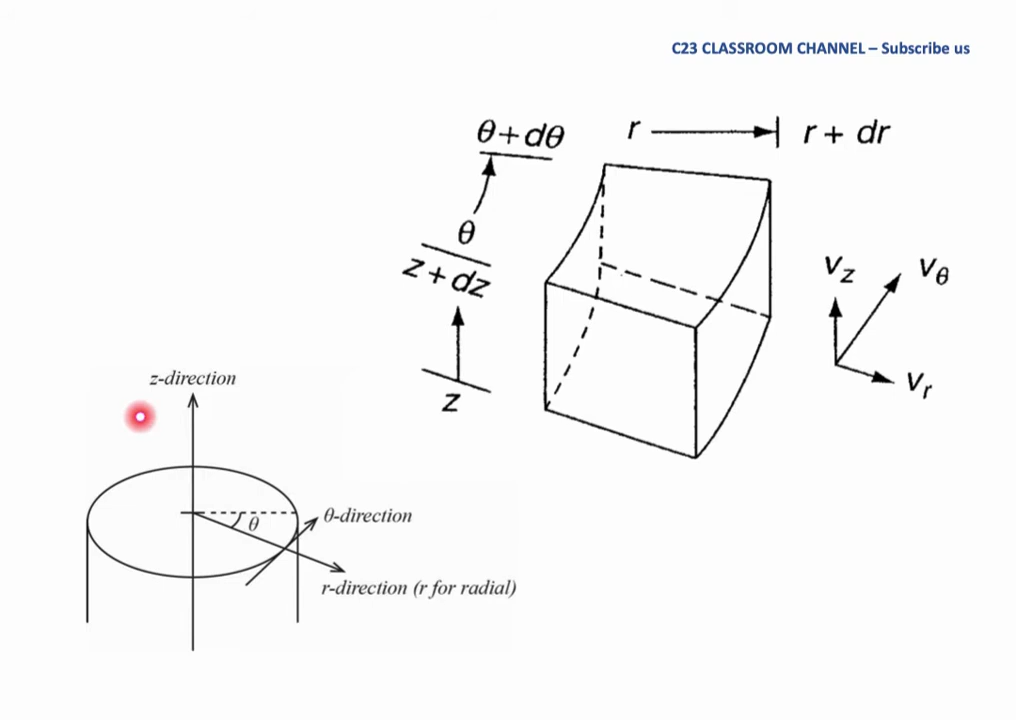 C23 CLASSROOM CHANNEL – Subscribe us
θ+dθ
r
r + dr
θ
z + dz
z
Vz
Vθ
Vr
z-direction
θ
θ-direction
r-direction (r for radial)